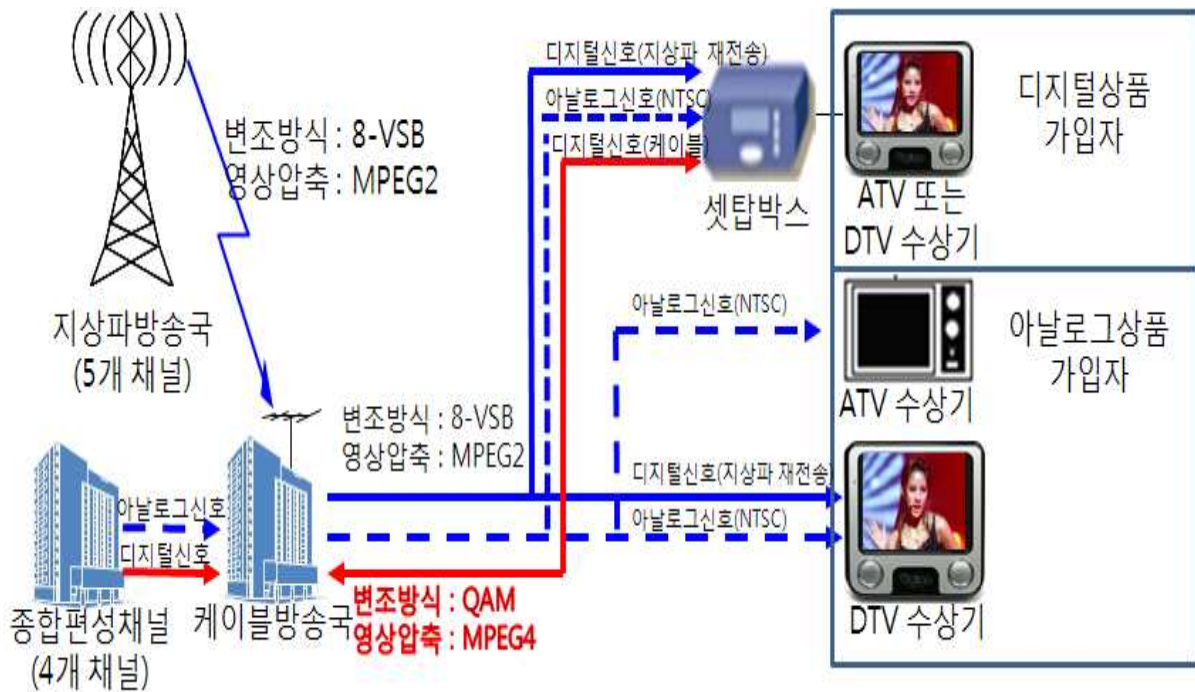 디지털신호(지상파 재전송)
아날로그신호(NTSC)
디지털신호(케이블)
셋탑박스
ATV 또는
DTV 수상기
디지털상품
가입자
변조방식 : 8-VSB
영상압축 : MPEG2
지상파방송국
(5개 채널)
아날로그신호(NTSC)
ATV 수상기
아날로그상품
가입자
변조방식 : 8-VSB
영상압축 : MPEG2
디지털신호(지상파 재전송)
아날로그신호(NTSC)
DTV 수상기
아날로그신호
디지털신호
종합편성채널
(4개 채널)
케이블방송국
변조방식 : QAM
영상압축 : MPEG4